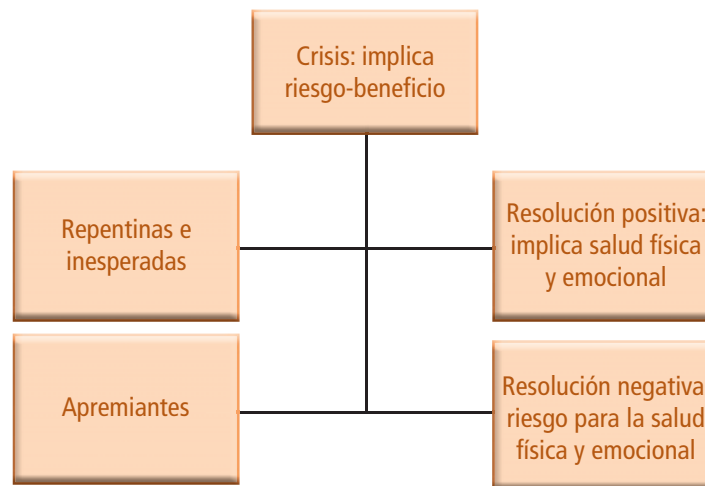 Crisis: implica
riesgo-beneficio
Repentinas e
inesperadas
Resolución positiva:
implica salud física
y emocional
Apremiantes
Resolución negativa
riesgo para la salud
física y emocional